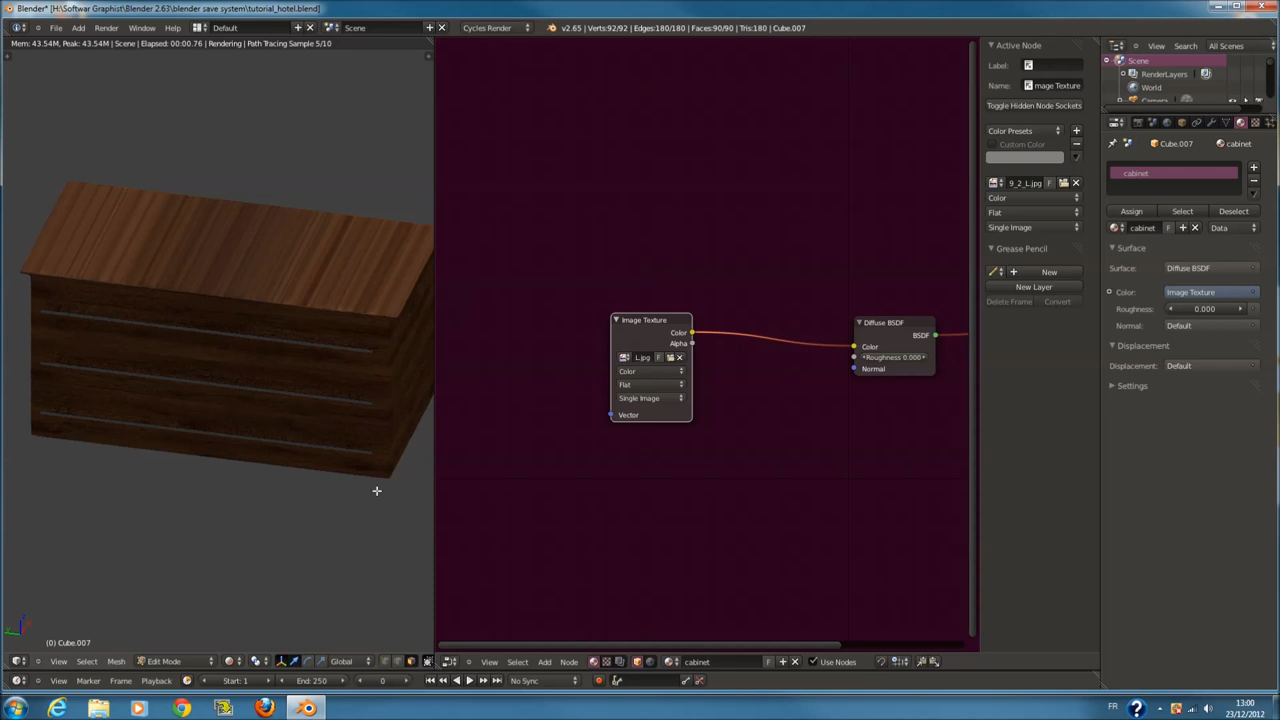 Blender* [H:\Softwar Graphist\Blender 2.63\blender save system\tutorial_hotel.blend]
File Add Render Window Help Default Scene Cycles Render v2.65 | Verts:92/92 | Edges:180/180 | Faces:90/90 | Tris:180 | Cube.007
Mem: 43.54M, Peak: 43.54M | Scene | Elapsed: 00:00.76 | Rendering | Path Tracing Sample 5/10
(0) Cube.007
View Select Mesh Edit Mode Global
View Marker Frame Playback Start: 1 End: 250 0 No Sync
Image Texture
Color
Alpha
L.jpg F
Color
Flat
Single Image
Vector
Diffuse BSDF
BSDF
Color
Roughness 0.000
Normal
View Select Add Node cabinet F Use Nodes
Active Node
Label:
Name: mage Texture
Toggle Hidden Node Sockets
Color Presets
Custom Color
9_2_L.jpg F
Color
Flat
Single Image
Grease Pencil
New
New Layer
Delete Frame Convert
View Search All Scenes
Scene
RenderLayers
World
Camera
Cube.007 cabinet
cabinet
Assign Select Deselect
cabinet F Data
Surface
Surface: Diffuse BSDF
Color: Image Texture
Roughness: 0.000
Normal: Default
Displacement
Displacement: Default
Settings
FR 13:00
23/12/2012